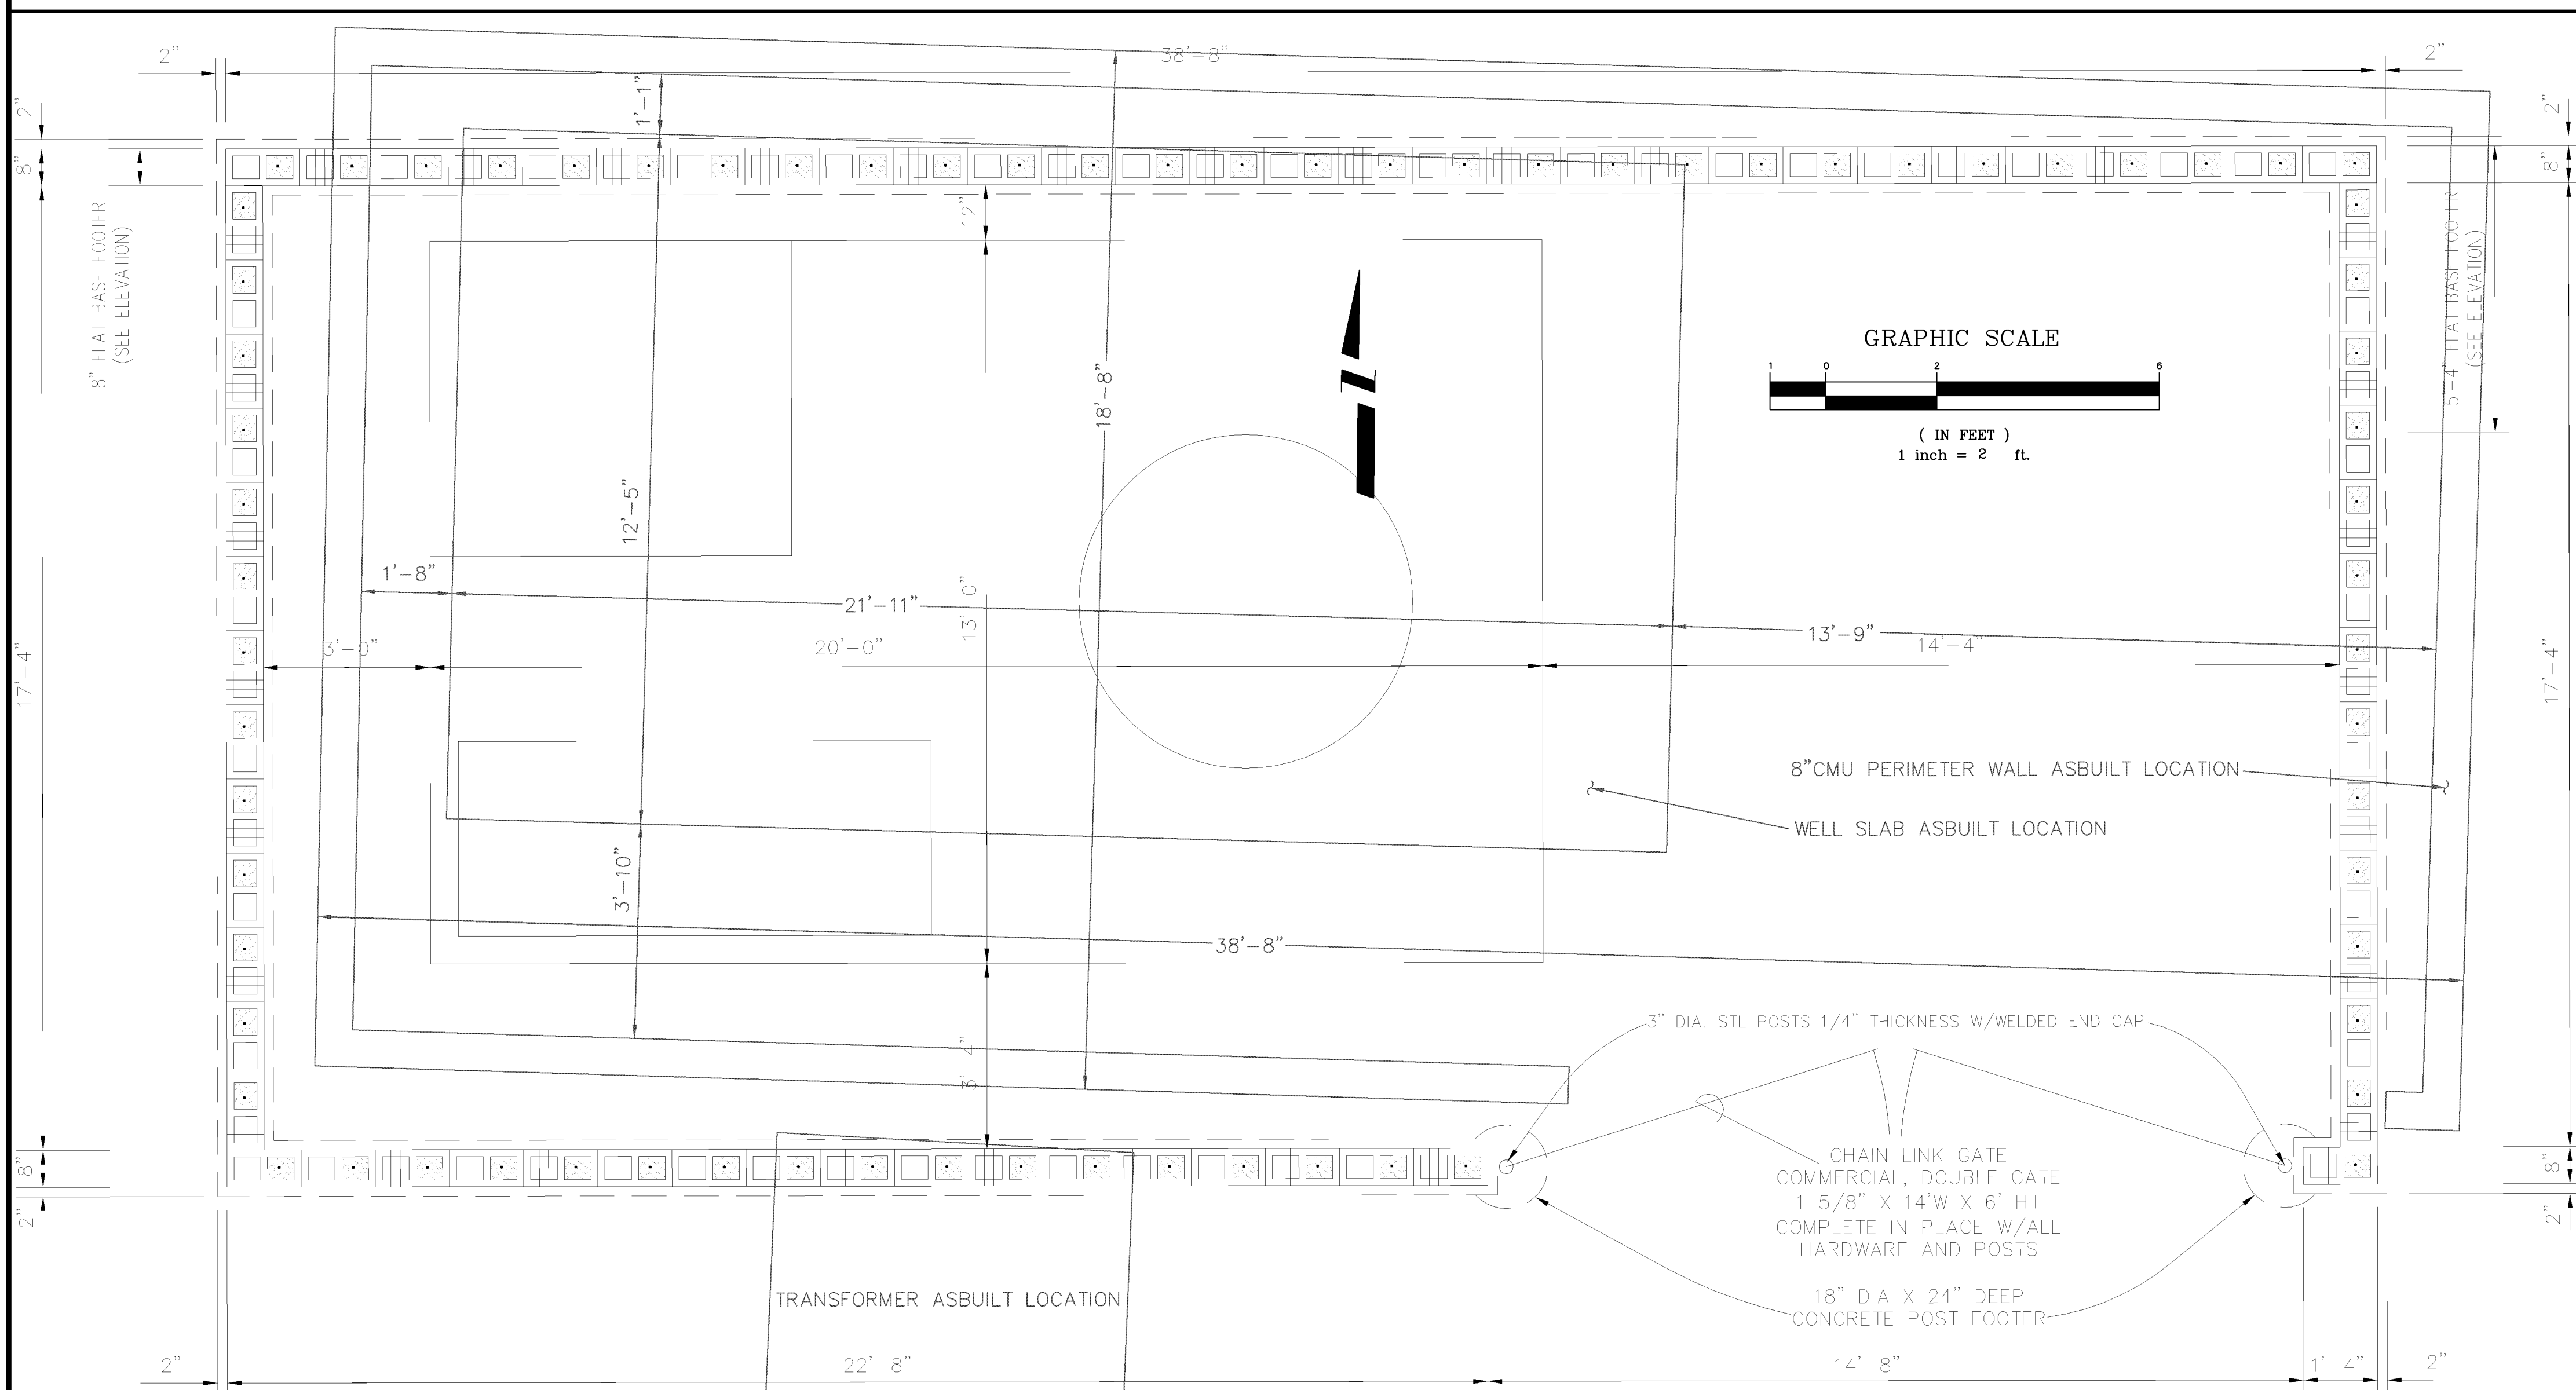 2"
38'-8"
2"
2"
1'-1"
2"
8"
8"
8" FLAT BASE FOOTER
(SEE ELEVATION)
12"
5'-4" FLAT BASE FOOTER
(SEE ELEVATION)
GRAPHIC SCALE
1 0 2 6
( IN FEET )
1 inch = 2 ft.
18'-8"
12'-5"
1'-8"
21'-11"
13'-0"
13'-9"
3'-0"
20'-0"
14'-4"
17'-4"
17'-4"
8"CMU PERIMETER WALL ASBUILT LOCATION
WELL SLAB ASBUILT LOCATION
3'-10"
38'-8"
3" DIA. STL POSTS 1/4" THICKNESS W/WELDED END CAP
3'-4"
CHAIN LINK GATE
COMMERCIAL, DOUBLE GATE
1 5/8" X 14'W X 6' HT
COMPLETE IN PLACE W/ALL
HARDWARE AND POSTS
8"
8"
2"
2"
TRANSFORMER ASBUILT LOCATION
18" DIA X 24" DEEP
CONCRETE POST FOOTER
2"
22'-8"
14'-8"
1'-4"
2"